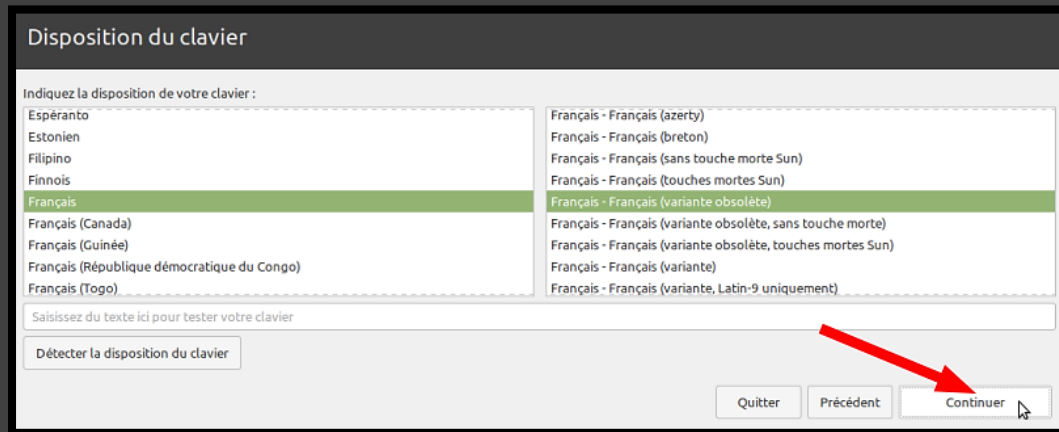 Disposition du clavier
Indiquez la disposition de votre clavier :
Espéranto
Estonien
Filipino
Finnois
Français
Français (Canada)
Français (Guinée)
Français (République démocratique du Congo)
Français (Togo)
Français - Français (azerty)
Français - Français (breton)
Français - Français (sans touche morte Sun)
Français - Français (touches mortes Sun)
Français - Français (variante obsolète)
Français - Français (variante obsolète, sans touche morte)
Français - Français (variante obsolète, touches mortes Sun)
Français - Français (variante)
Français - Français (variante, Latin-9 uniquement)
Saisissez du texte ici pour tester votre clavier
Détecter la disposition du clavier
Quitter Précédent Continuer